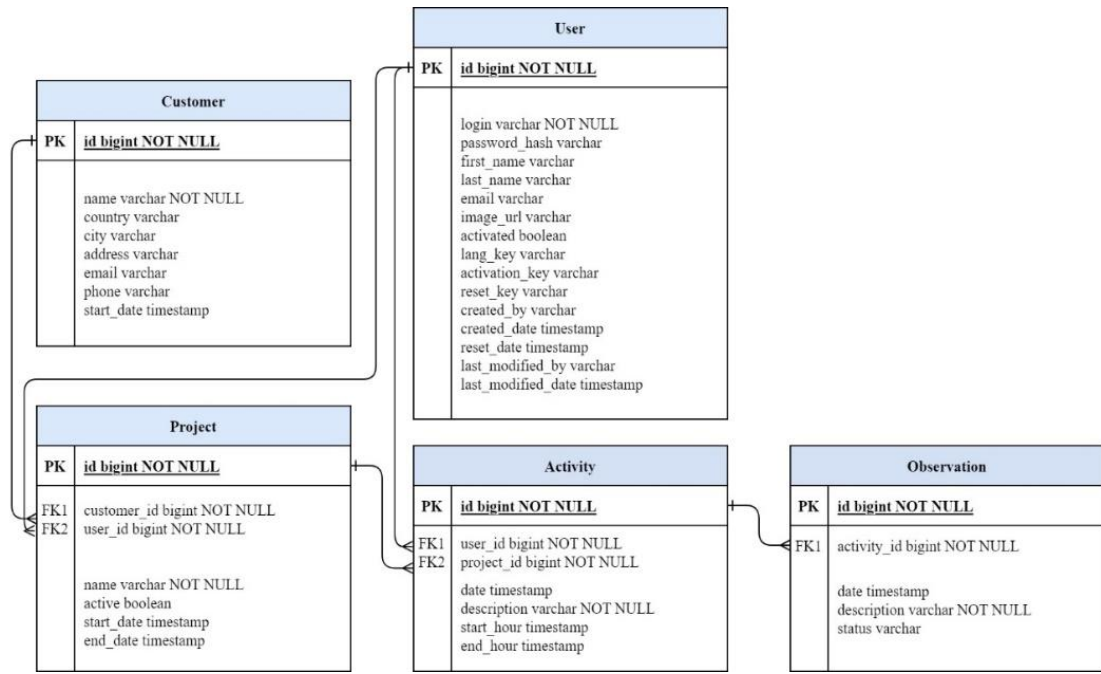 User
PK id bigint NOT NULL
login varchar NOT NULL
password_hash varchar
first_name varchar
last_name varchar
email varchar
image_url varchar
activated boolean
lang_key varchar
activation_key varchar
reset_key varchar
created_by varchar
created_date timestamp
reset_date timestamp
last_modified_by varchar
last_modified_date timestamp
Customer
PK id bigint NOT NULL
name varchar NOT NULL
country varchar
city varchar
address varchar
email varchar
phone varchar
start_date timestamp
Project
PK id bigint NOT NULL
FK1 customer_id bigint NOT NULL
FK2 user_id bigint NOT NULL
name varchar NOT NULL
active boolean
start_date timestamp
end_date timestamp
Activity
PK id bigint NOT NULL
FK1 user_id bigint NOT NULL
FK2 project_id bigint NOT NULL
date timestamp
description varchar NOT NULL
start_hour timestamp
end_hour timestamp
Observation
PK id bigint NOT NULL
FK1 activity_id bigint NOT NULL
date timestamp
description varchar NOT NULL
status varchar